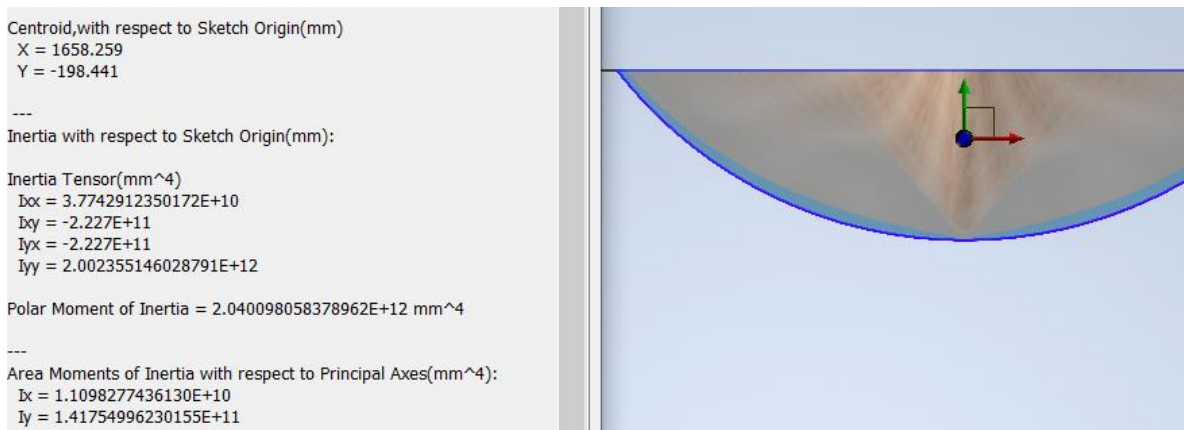 Centroid,with respect to Sketch Origin(mm)
X = 1658.259
Y = -198.441
---
Inertia with respect to Sketch Origin(mm):
Inertia Tensor(mm^4)
Ixx = 3.7742912350172E+10
Ixy = -2.227E+11
Iyx = -2.227E+11
Iyy = 2.002355146028791E+12
Polar Moment of Inertia = 2.040098058378962E+12 mm^4
---
Area Moments of Inertia with respect to Principal Axes(mm^4):
Ix = 1.1098277436130E+10
Iy = 1.41754996230155E+11